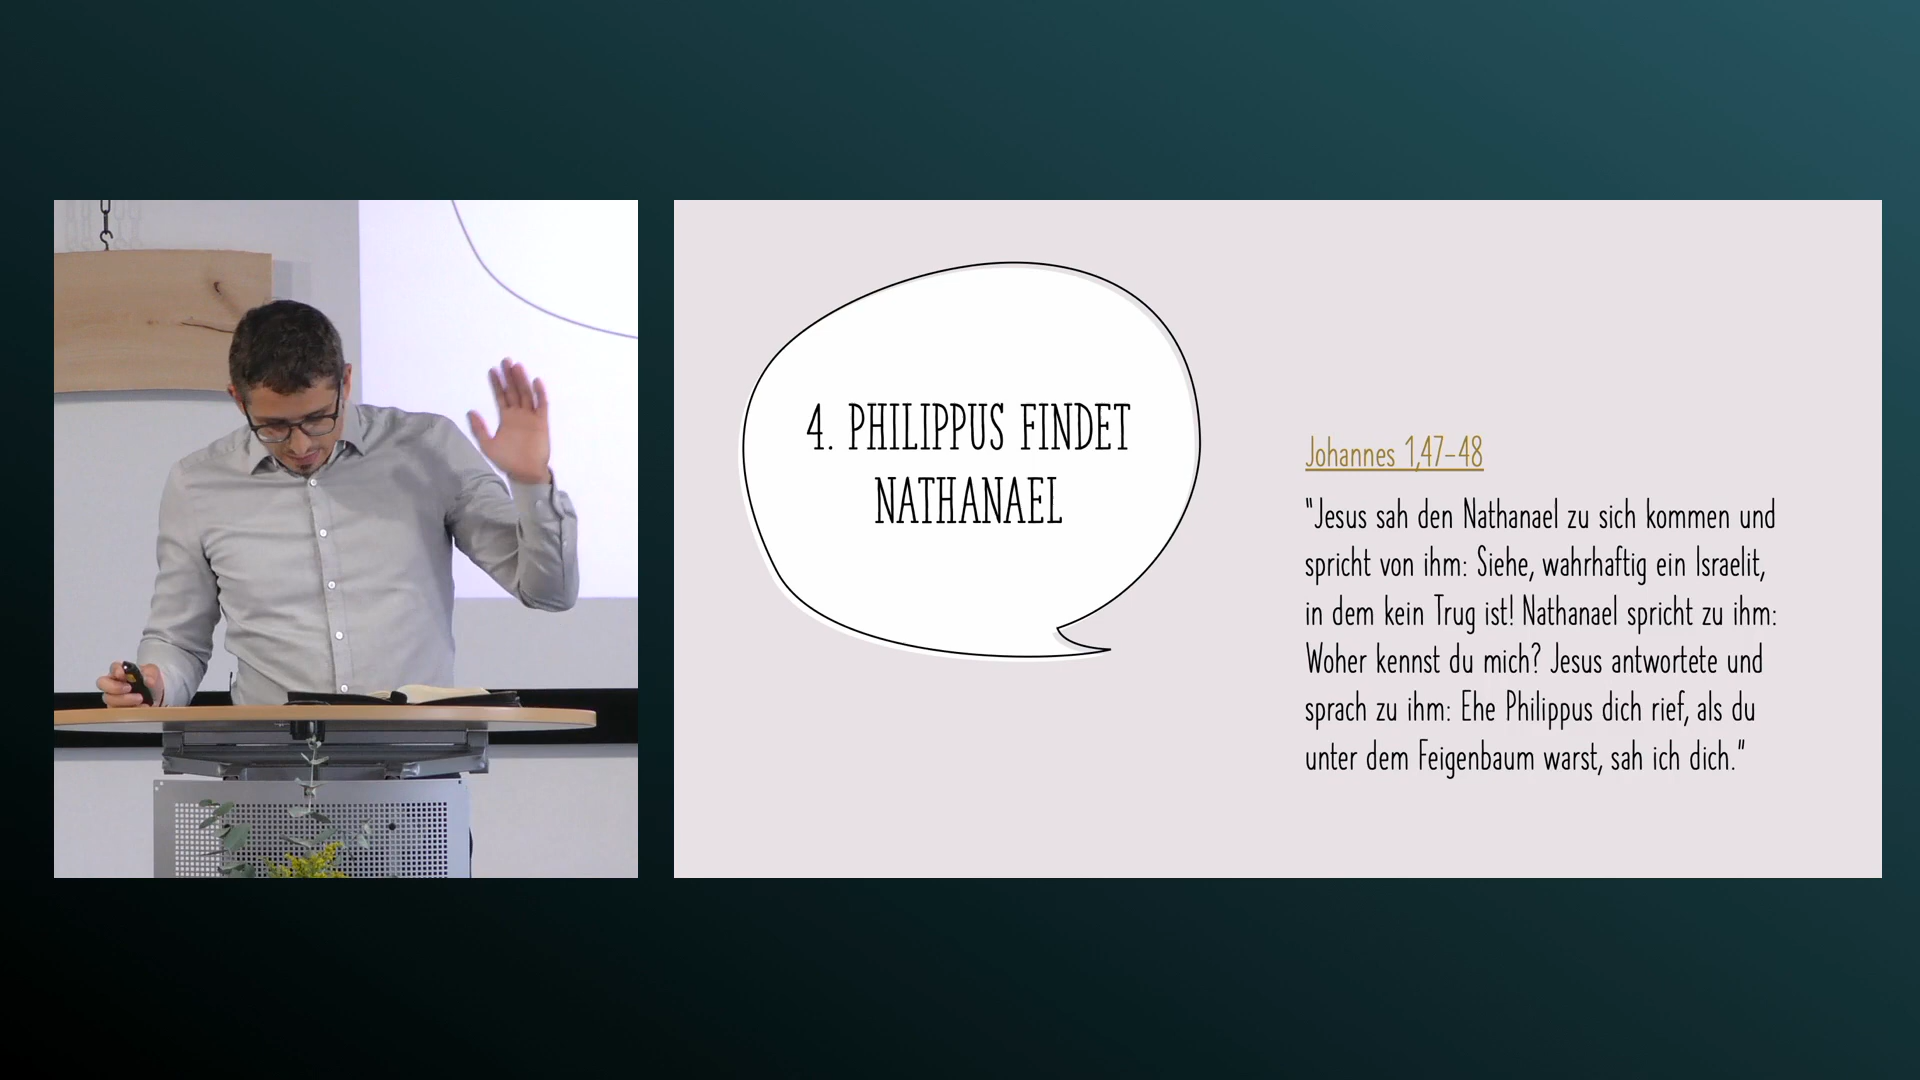 4. PHILIPPUS FINDET
NATHANAEL
Johannes 1,47-48
"Jesus sah den Nathanael zu sich kommen und
spricht von ihm: Siehe, wahrhaftig ein Israelit,
in dem kein Trug ist! Nathanael spricht zu ihm:
Woher kennst du mich? Jesus antwortete und
sprach zu ihm: Ehe Philippus dich rief, als du
unter dem Feigenbaum warst, sah ich dich."